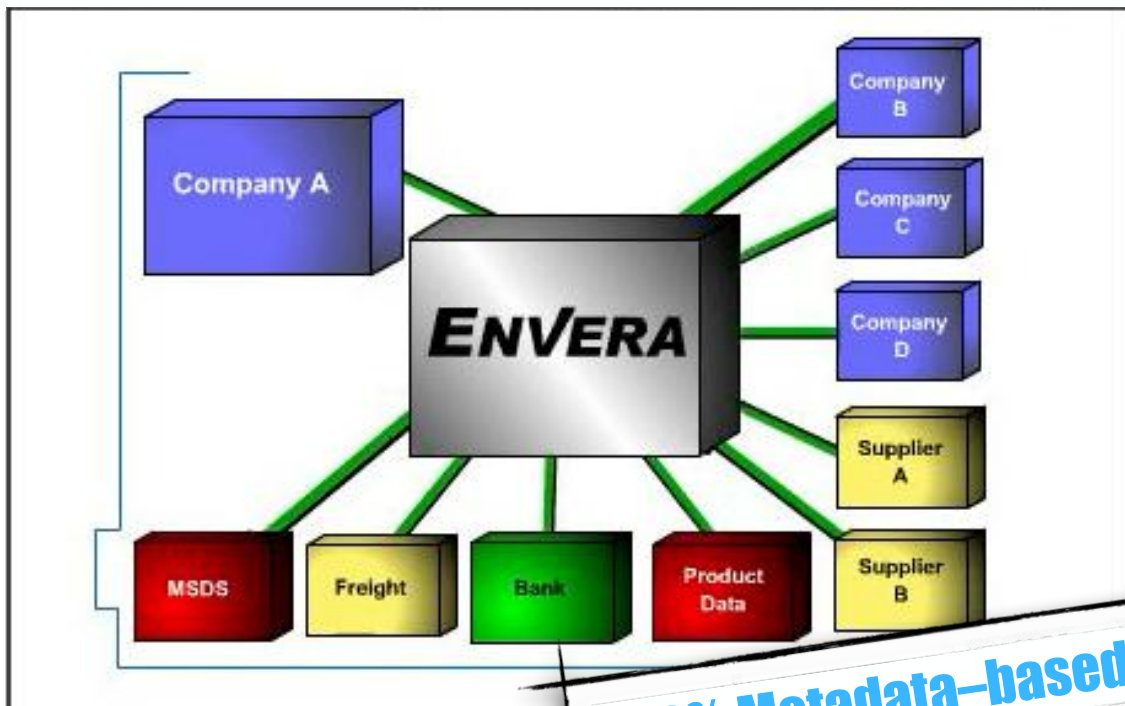 Company
B
Company A
Company
C
ENVERA
Company
D
Supplier
A
MSDS
Freight
Bank
Product
Data
Supplier
B
% Metadata–based